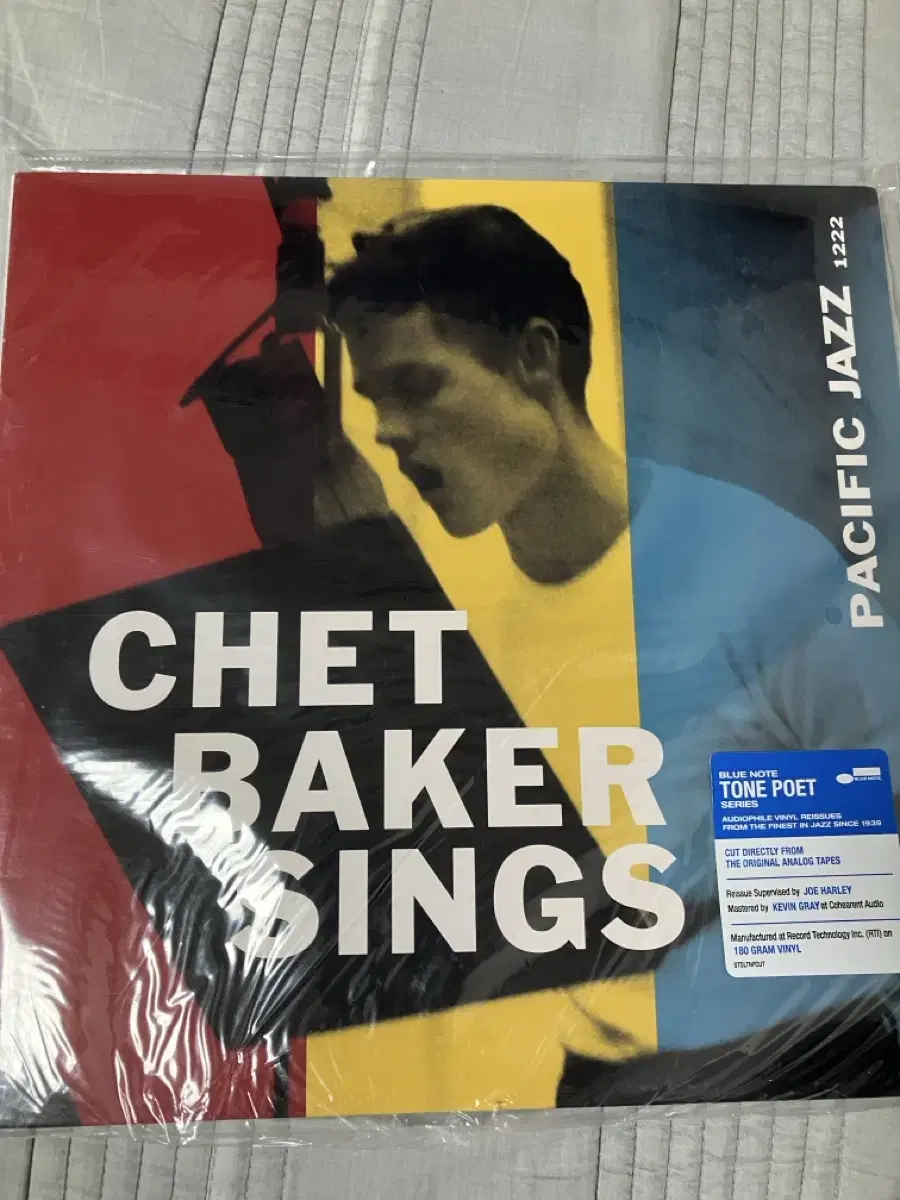 PACIFIC JAZZ 1222
CHET
BAKER
SINGS
BLUE NOTE
TONE POET
SERIES
AUDIOPHILE VINYL REISSUES
FROM THE FINEST IN JAZZ SINCE 1939
CUT DIRECTLY FROM
THE ORIGINAL ANALOG TAPES
Reissue Supervised by JOE HARLEY
Mastered by KEVIN GRAY at Cohearent Audio
Manufactured at Record Technology Inc. (RTI) on
180 GRAM VINYL